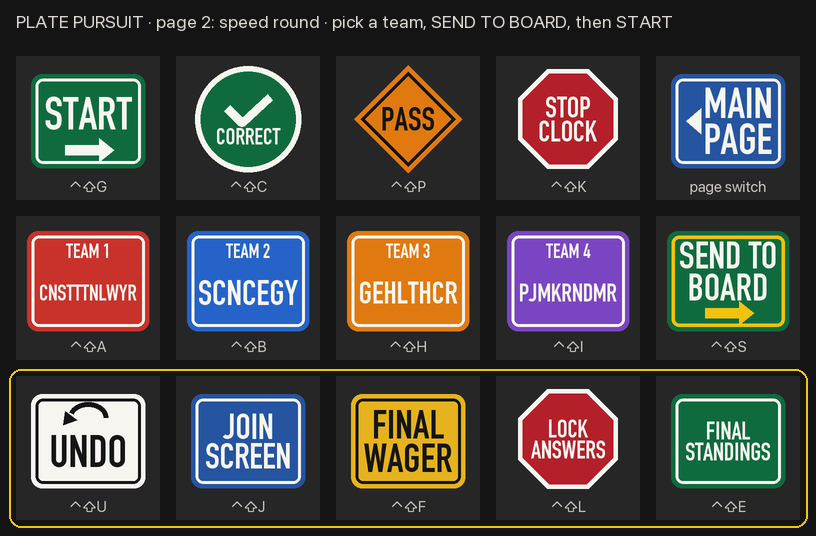 PLATE PURSUIT · page 2: speed round · pick a team, SEND TO BOARD, then START
START
^⇧G
CORRECT
^⇧C
PASS
^⇧P
STOP
CLOCK
^⇧K
MAIN
PAGE
page switch
TEAM 1
CNSTTTNLWYR
^⇧A
TEAM 2
SCNCEGY
^⇧B
TEAM 3
GEHLTHCR
^⇧H
TEAM 4
PJMKRNDMR
^⇧I
SEND TO
BOARD
^⇧S
UNDO
^⇧U
JOIN
SCREEN
^⇧J
FINAL
WAGER
^⇧F
LOCK
ANSWERS
^⇧L
FINAL
STANDINGS
^⇧E